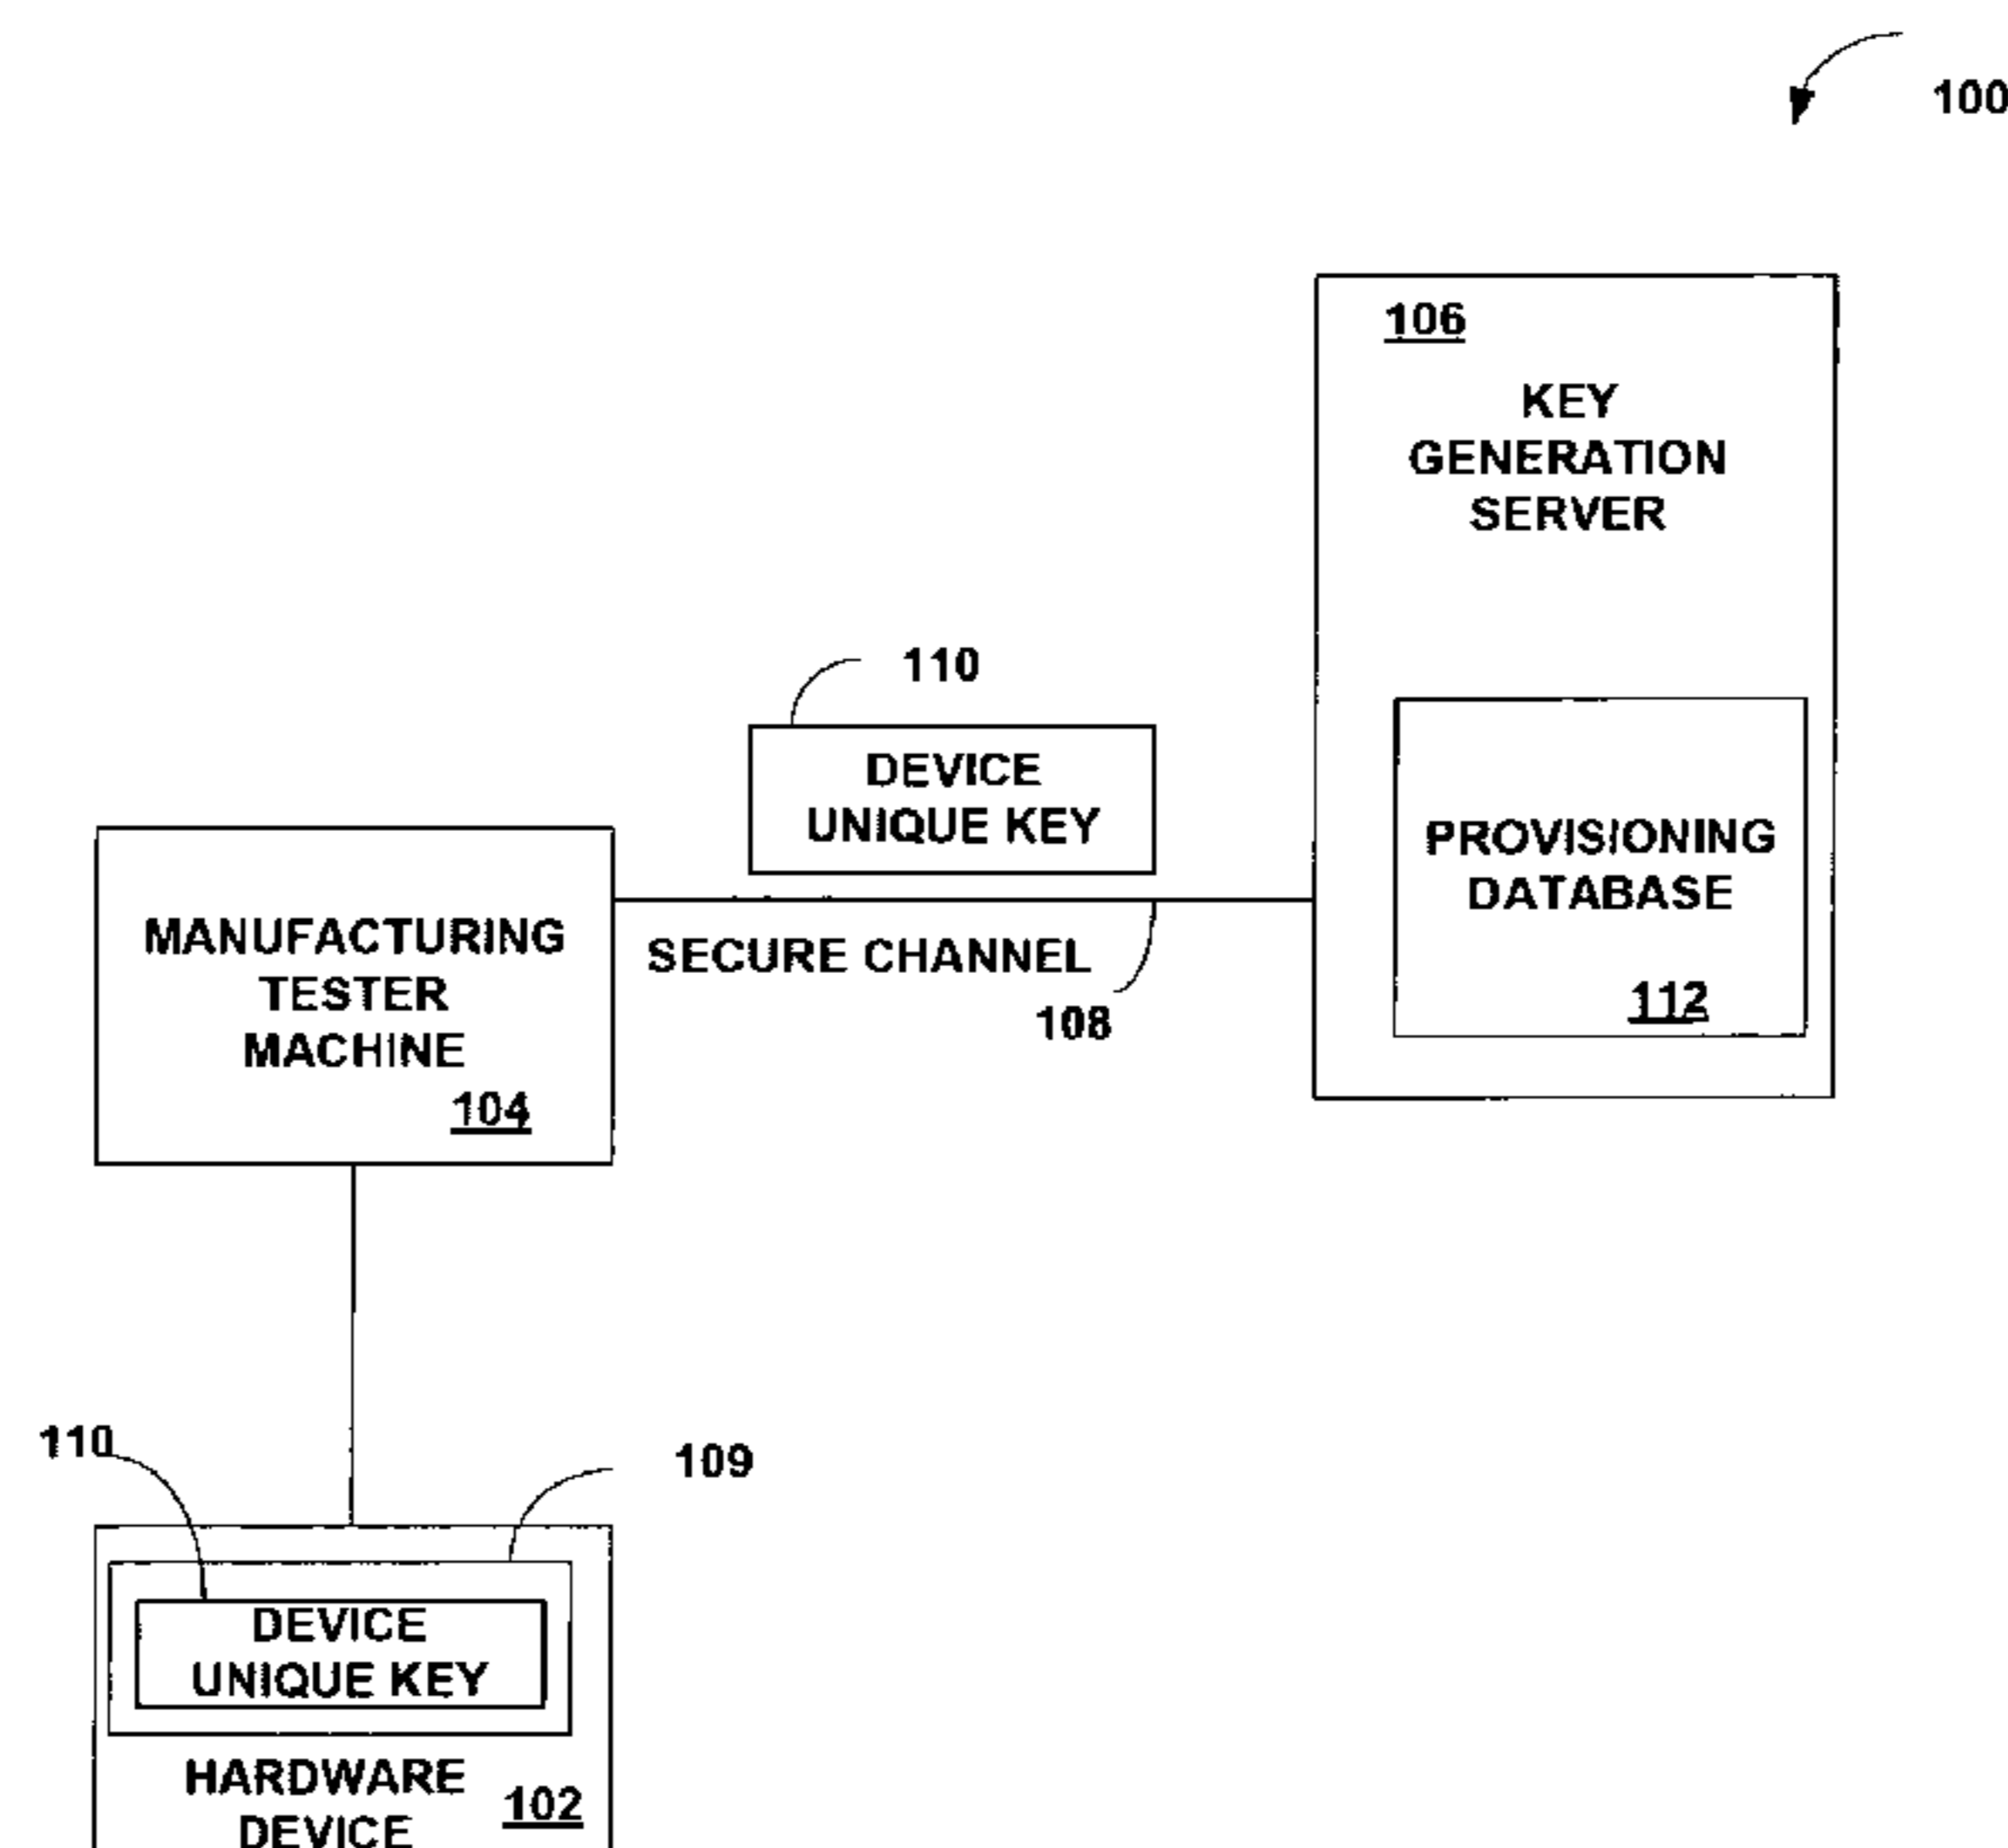 100
106
KEY
GENERATION
SERVER
110
DEVICE
UNIQUE KEY
PROVISIONING
DATABASE
112
MANUFACTURING
TESTER
MACHINE
104
SECURE CHANNEL
108
110
109
DEVICE
UNIQUE KEY
HARDWARE
DEVICE
102